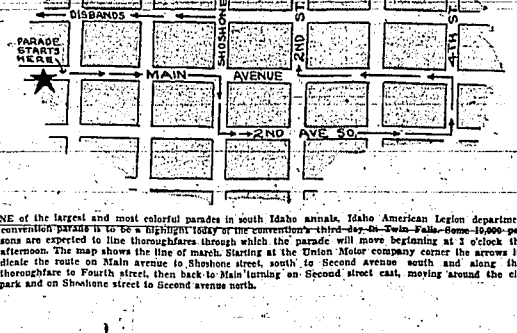 DISBANDS
SHOSHONE
2ND ST.
4TH ST.
PARADE
STARTS
HERE
MAIN AVENUE
2ND AVE SO.
NE of the largest and most colorful parades in south Idaho annals, Idaho American Legion departme
convention parade is to be a highlight today of the convention's third day in Twin Falls. Some 10,000 pe
sons are expected to line thoroughfares through which the parade will move beginning at 3 o'clock th
afternoon. The map shows the line of march. Starting at the Union Motor company corner the arrows i
dicate the route on Main avenue to Shoshone street, south to Second avenue south and along th
thoroughfare to Fourth street, then back to Main turning on Second street east, moving around the ci
park and on Shoshone street to Second avenue north.